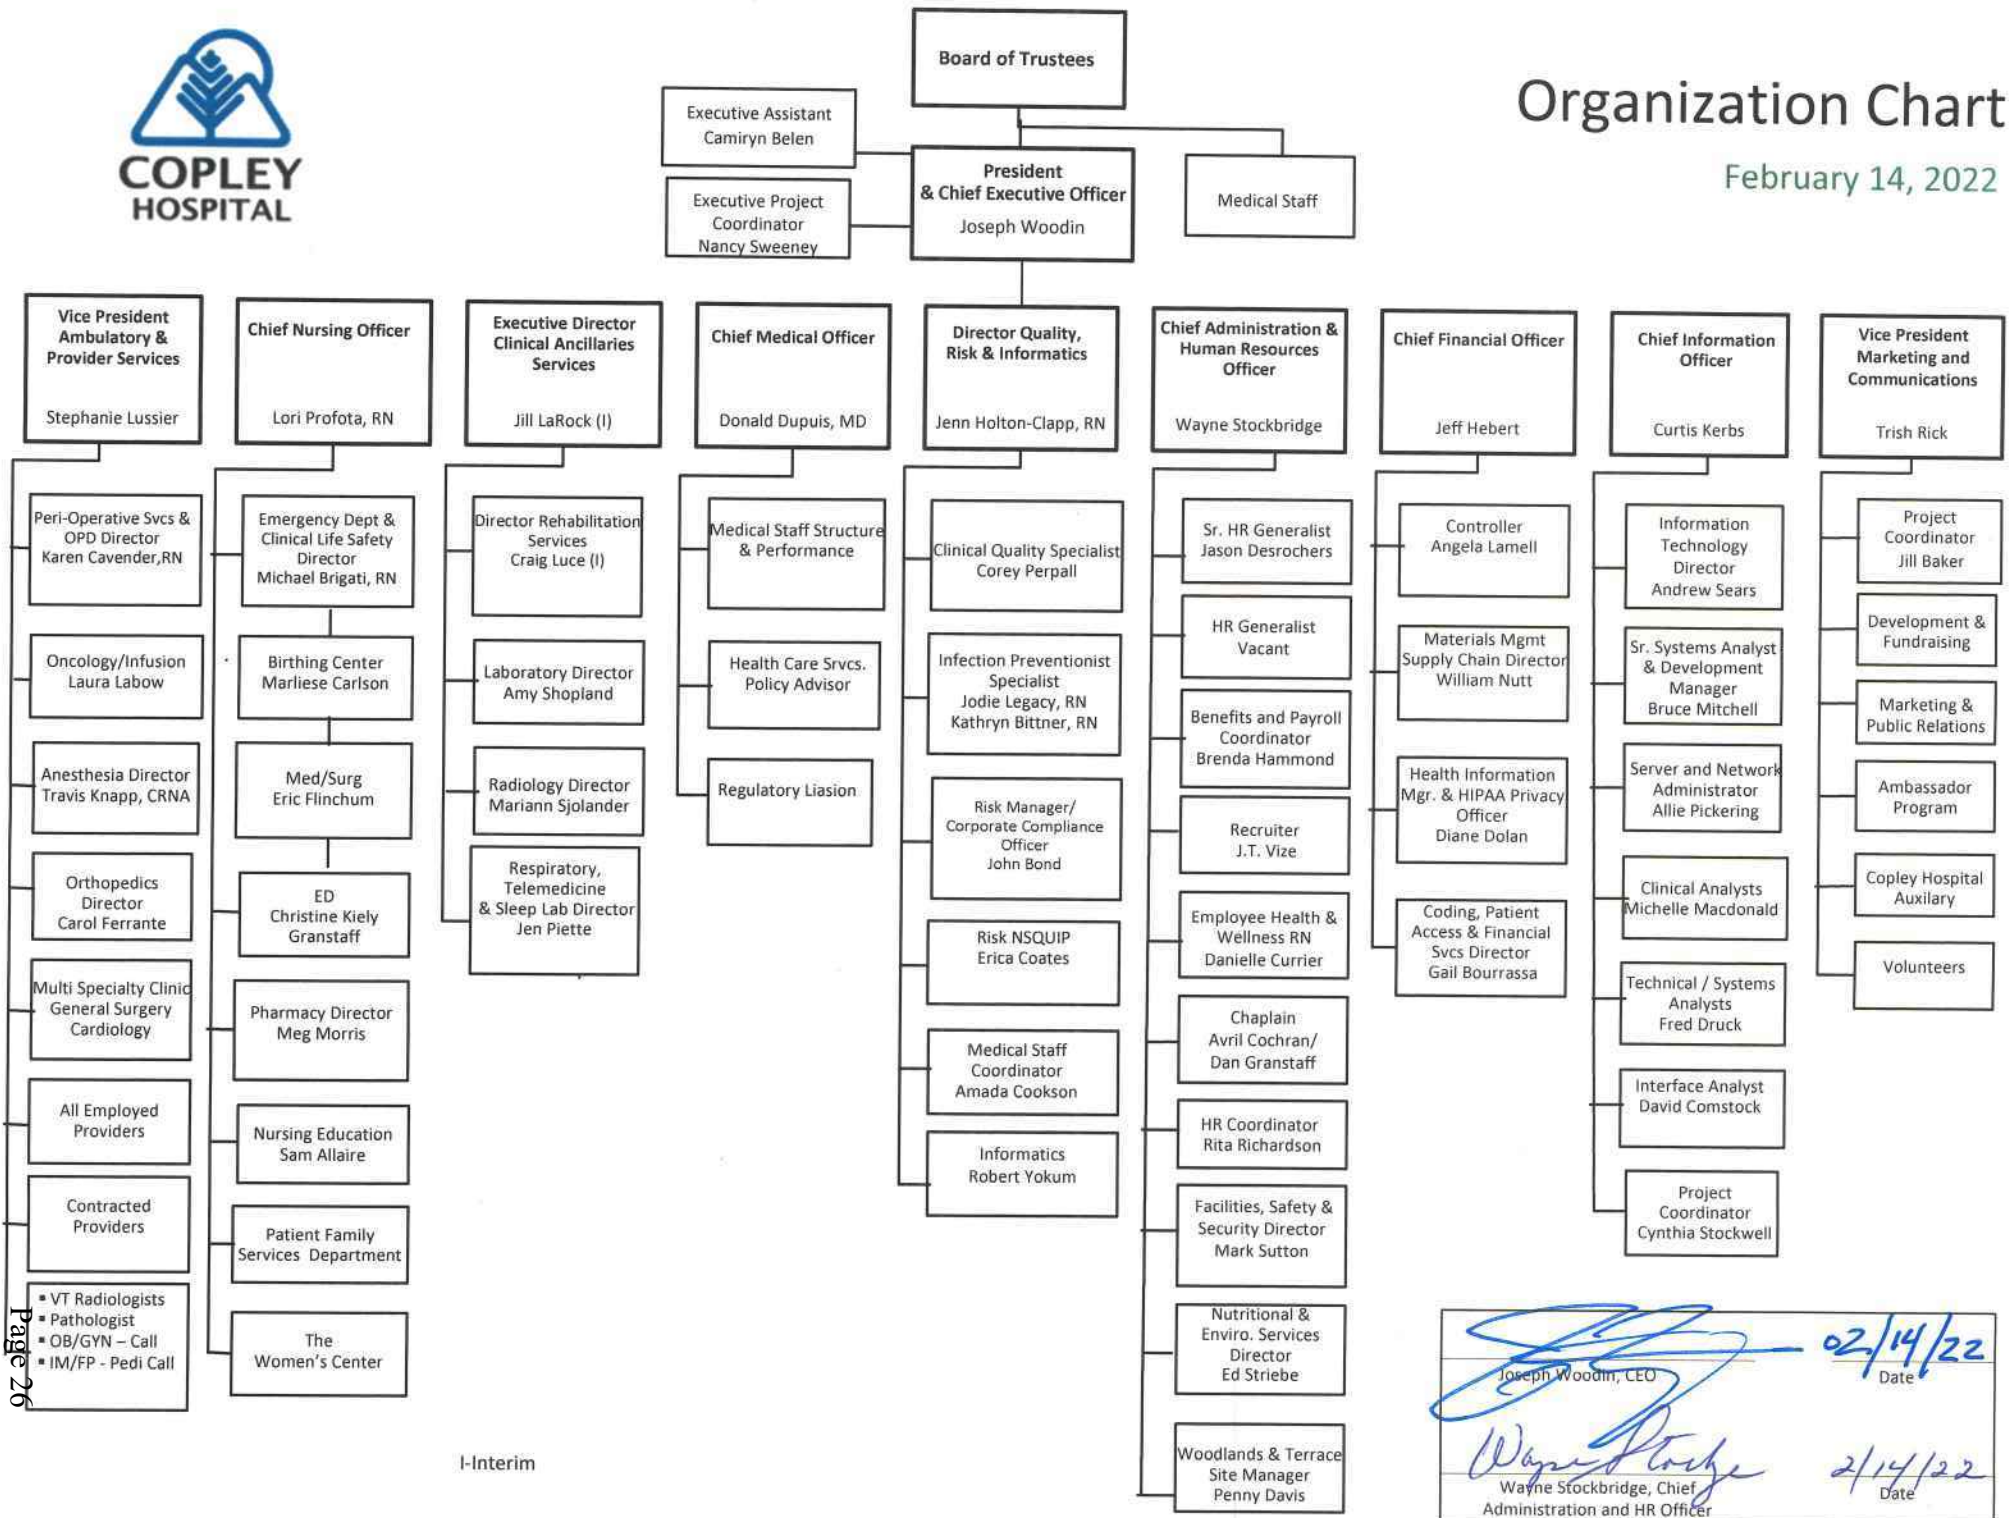 COPLEY
HOSPITAL
Organization Chart
February 14, 2022
Board of Trustees
Executive Assistant
Camiryn Belen
Executive Project
Coordinator
Nancy Sweeney
President
& Chief Executive Officer
Joseph Woodin
Medical Staff
Vice President
Ambulatory &
Provider Services
Stephanie Lussier
Peri-Operative Svcs &
OPD Director
Karen Cavender,RN
Oncology/Infusion
Laura Labow
Anesthesia Director
Travis Knapp, CRNA
Orthopedics
Director
Carol Ferrante
Multi Specialty Clinic
General Surgery
Cardiology
All Employed
Providers
Contracted
Providers
▪ VT Radiologists
▪ Pathologist
▪ OB/GYN – Call
▪ IM/FP - Pedi Call
Chief Nursing Officer
Lori Profota, RN
Emergency Dept &
Clinical Life Safety
Director
Michael Brigati, RN
Birthing Center
Marliese Carlson
Med/Surg
Eric Flinchum
ED
Christine Kiely
Granstaff
Pharmacy Director
Meg Morris
Nursing Education
Sam Allaire
Patient Family
Services Department
The
Women's Center
Executive Director
Clinical Ancillaries
Services
Jill LaRock (I)
Director Rehabilitation
Services
Craig Luce (I)
Laboratory Director
Amy Shopland
Radiology Director
Mariann Sjolander
Respiratory,
Telemedicine
& Sleep Lab Director
Jen Piette
Chief Medical Officer
Donald Dupuis, MD
Medical Staff Structure
& Performance
Health Care Srvcs.
Policy Advisor
Regulatory Liasion
Director Quality,
Risk & Informatics
Jenn Holton-Clapp, RN
Clinical Quality Specialist
Corey Perpall
Infection Preventionist
Specialist
Jodie Legacy, RN
Kathryn Bittner, RN
Risk Manager/
Corporate Compliance
Officer
John Bond
Risk NSQUIP
Erica Coates
Medical Staff
Coordinator
Amada Cookson
Informatics
Robert Yokum
Chief Administration &
Human Resources
Officer
Wayne Stockbridge
Sr. HR Generalist
Jason Desrochers
HR Generalist
Vacant
Benefits and Payroll
Coordinator
Brenda Hammond
Recruiter
J.T. Vize
Employee Health &
Wellness RN
Danielle Currier
Chaplain
Avril Cochran/
Dan Granstaff
HR Coordinator
Rita Richardson
Facilities, Safety &
Security Director
Mark Sutton
Nutritional &
Enviro. Services
Director
Ed Striebe
Woodlands & Terrace
Site Manager
Penny Davis
Chief Financial Officer
Jeff Hebert
Controller
Angela Lamell
Materials Mgmt
Supply Chain Director
William Nutt
Health Information
Mgr. & HIPAA Privacy
Officer
Diane Dolan
Coding, Patient
Access & Financial
Svcs Director
Gail Bourrassa
Chief Information
Officer
Curtis Kerbs
Information
Technology
Director
Andrew Sears
Sr. Systems Analyst
& Development
Manager
Bruce Mitchell
Server and Network
Administrator
Allie Pickering
Clinical Analysts
Michelle Macdonald
Technical / Systems
Analysts
Fred Druck
Interface Analyst
David Comstock
Project
Coordinator
Cynthia Stockwell
Vice President
Marketing and
Communications
Trish Rick
Project
Coordinator
Jill Baker
Development &
Fundraising
Marketing &
Public Relations
Ambassador
Program
Copley Hospital
Auxilary
Volunteers
I-Interim
02/14/22
Joseph Woodin, CEO
Date
2/14/22
Wayne Stockbridge, Chief
Administration and HR Officer
Date
Page 26